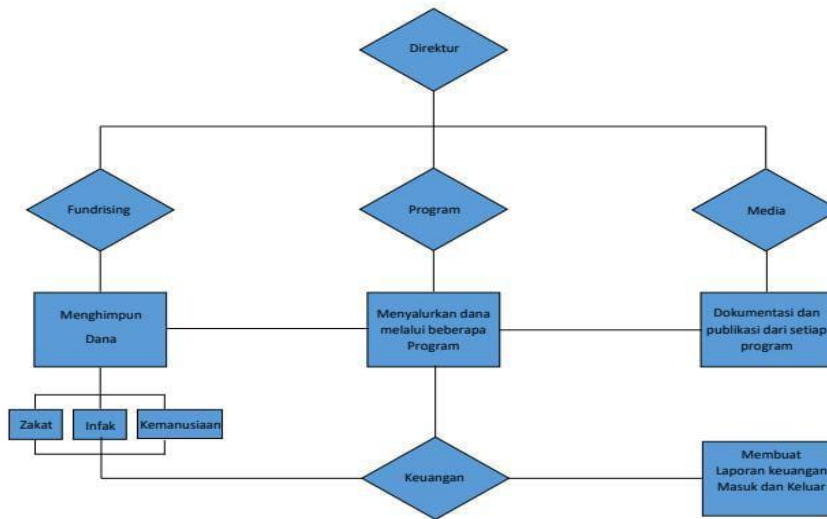 Direktur
Fundrising
Program
Media
Menghimpun
Dana
Menyalurkan dana
melalui beberapa
Program
Dokumentasi dan
publikasi dari setiap
program
Zakat
Infak
Kemanusiaan
Keuangan
Membuat
Laporan keuangan
Masuk dan Keluar